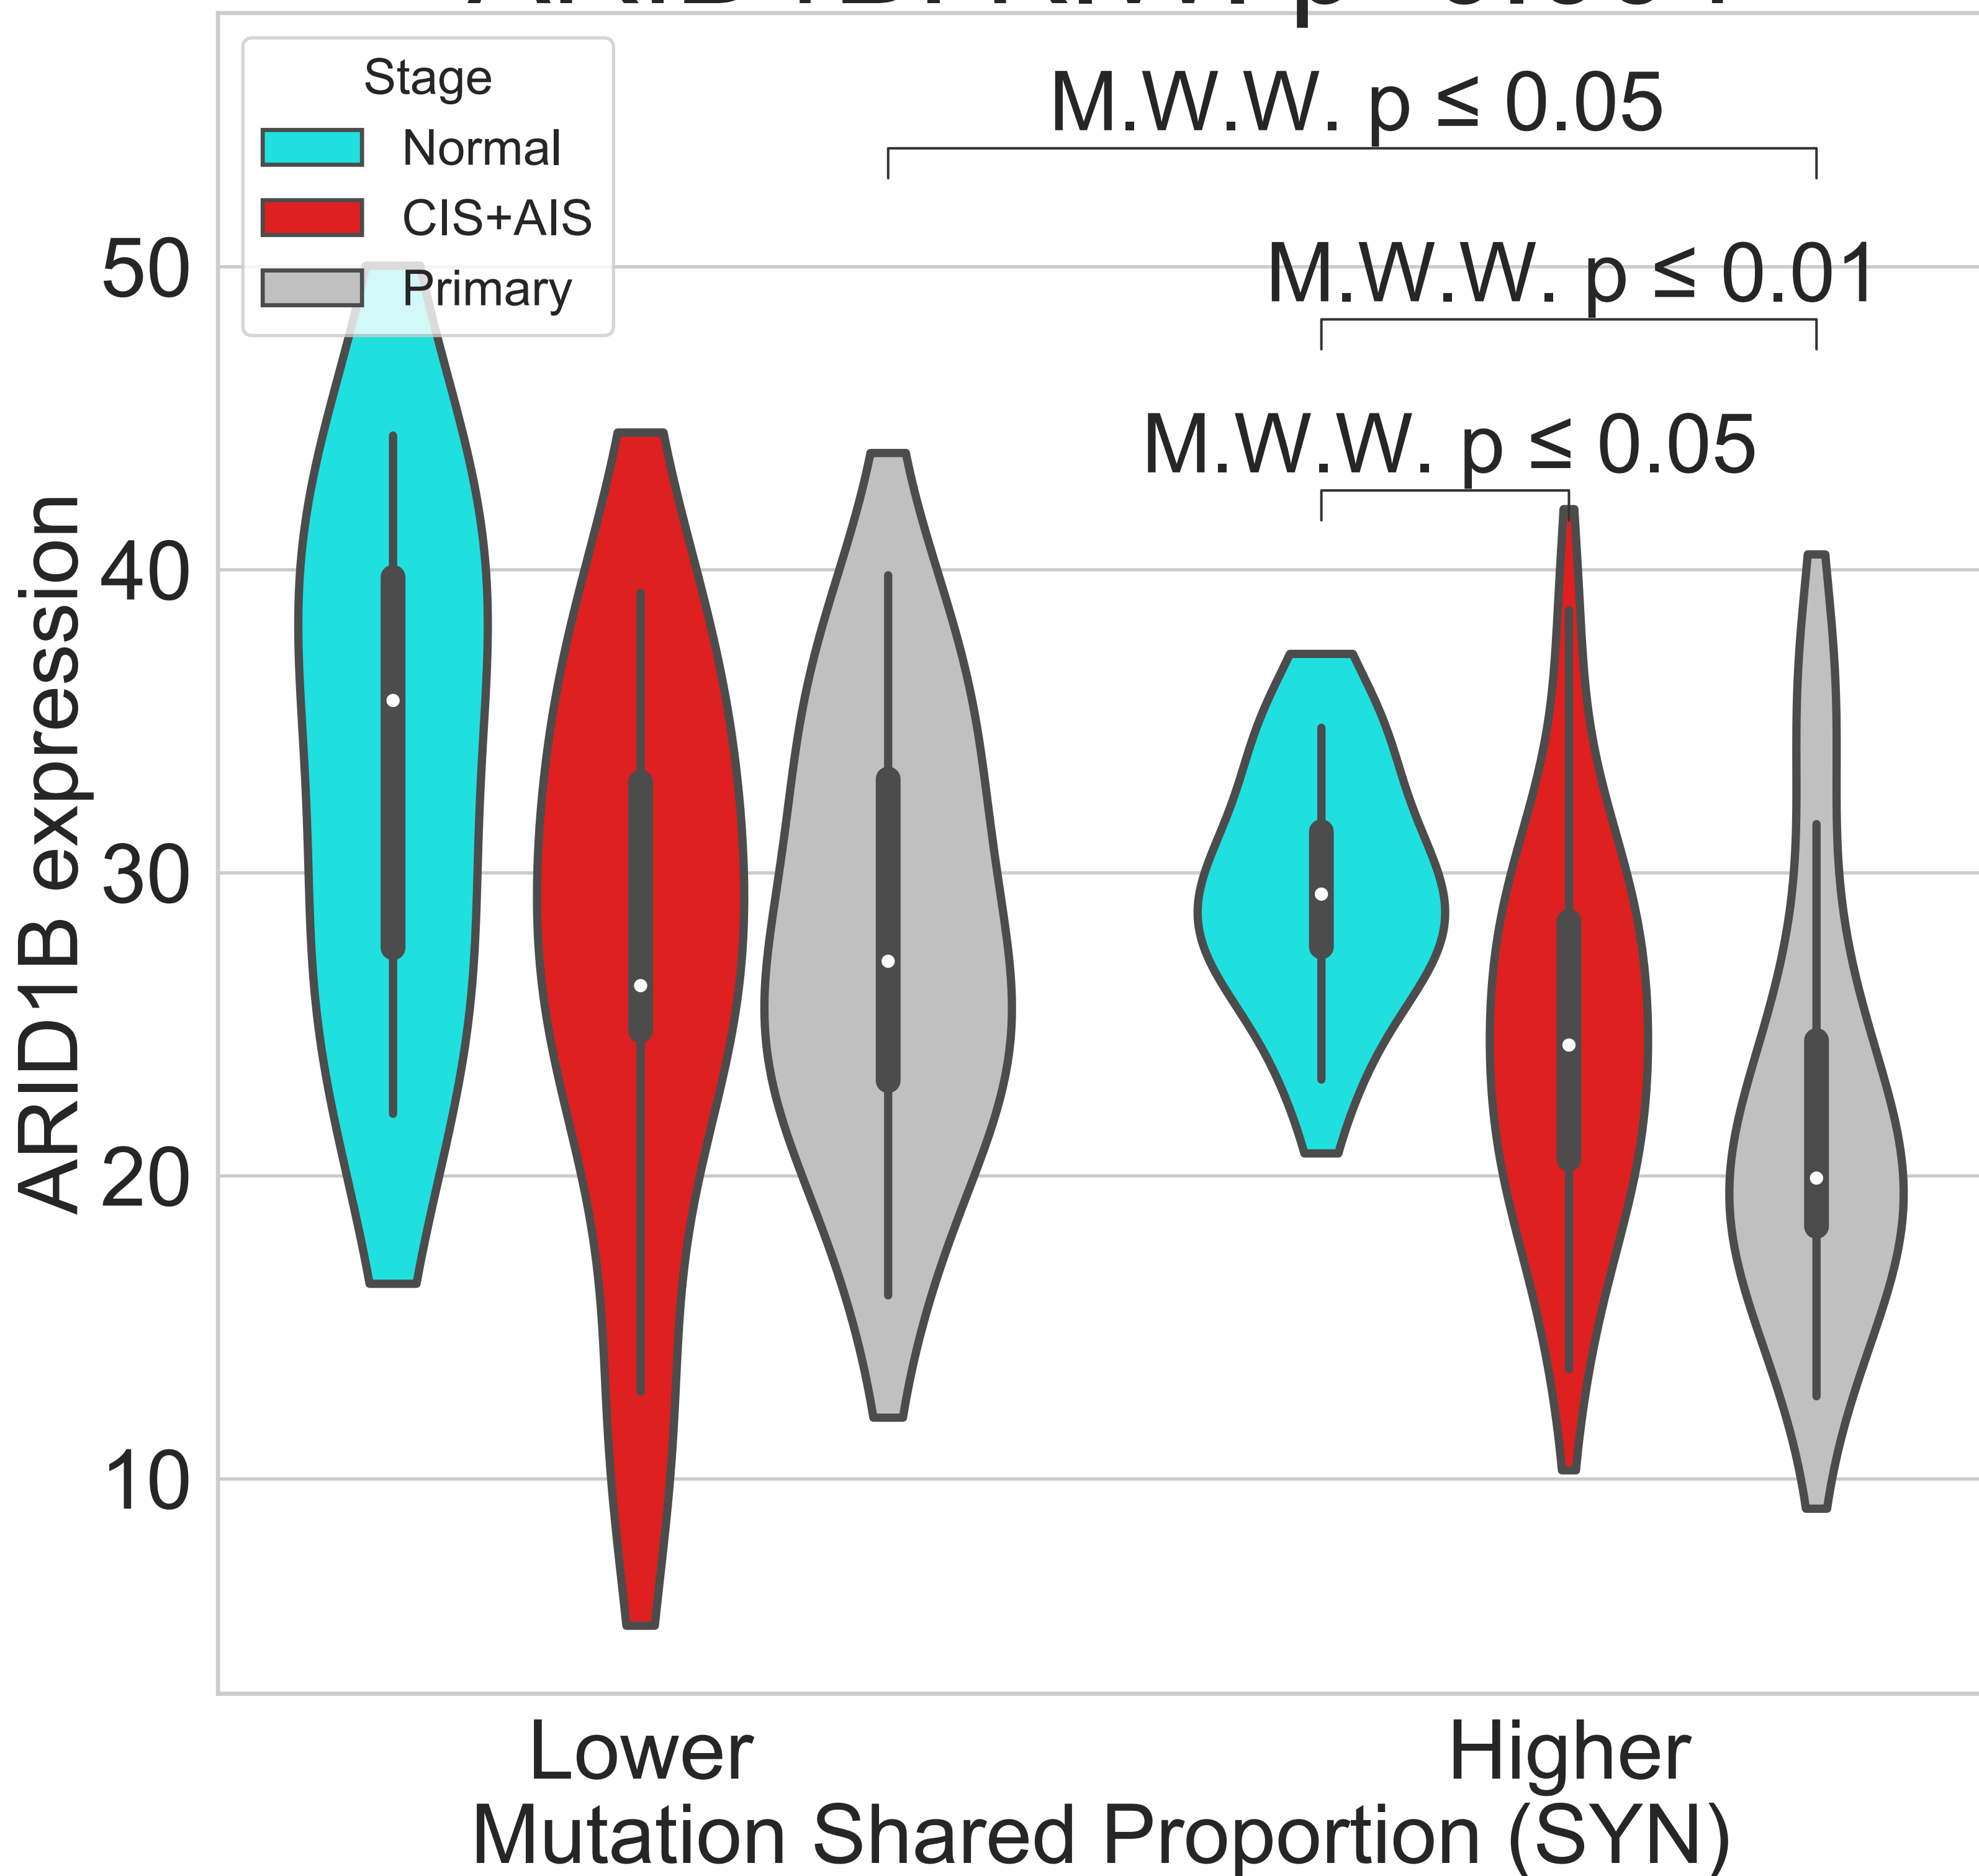 Stage
Normal
CIS+AIS
Primary
M.W.W. p ≤ 0.05
M.W.W. p ≤ 0.01
M.W.W. p ≤ 0.05
50
40
30
20
10
ARID1B expression
Lower
Higher
Mutation Shared Proportion (SYN)